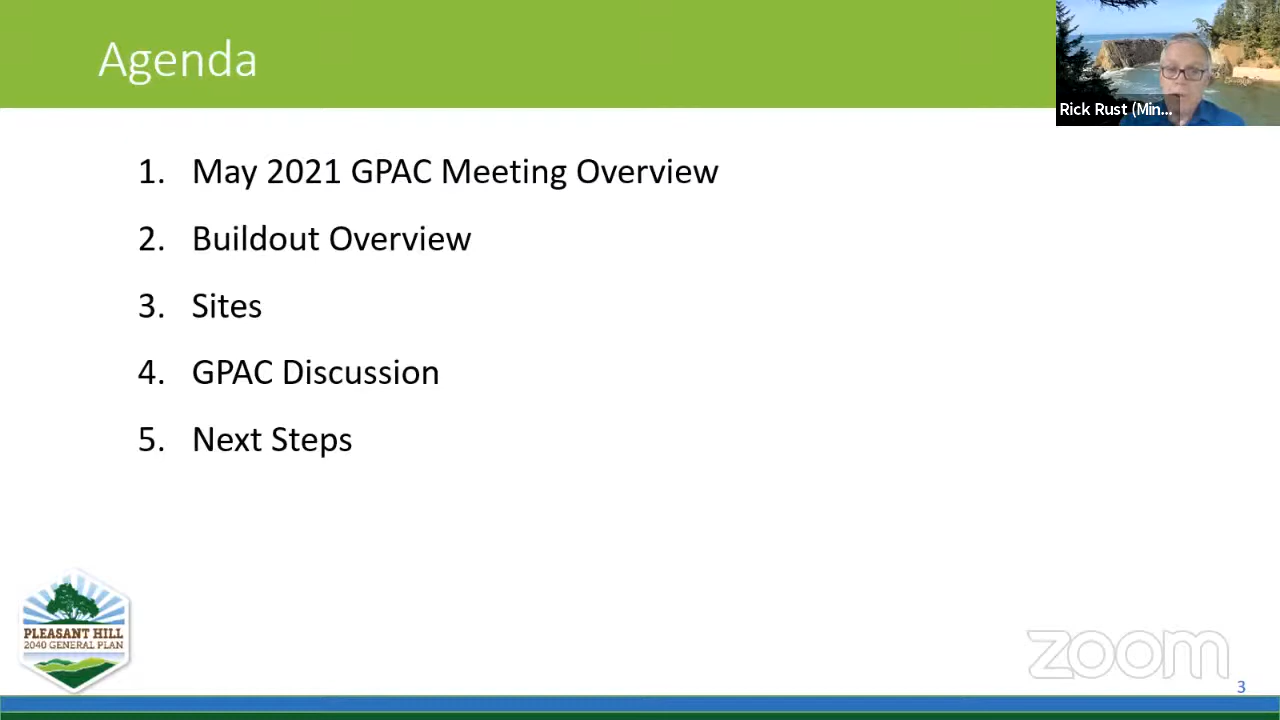 Agenda
Rick Rust (Min...
1. May 2021 GPAC Meeting Overview
2. Buildout Overview
3. Sites
4. GPAC Discussion
5. Next Steps
PLEASANT HILL
2040 GENERAL PLAN
zoom
3